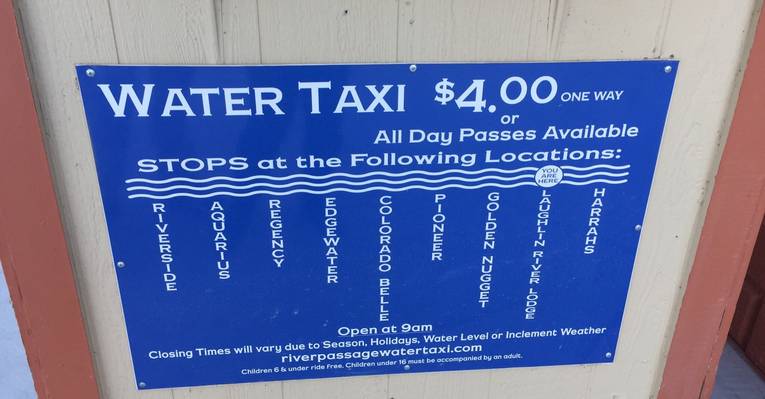 WATER TAXI $4.00 ONE WAY
or
All Day Passes Available
STOPS at the Following Locations:
YOU
ARE
HERE
RIVERSIDE
AQUARIUS
REGENCY
EDGEWATER
COLORADO BELLE
PIONEER
GOLDEN NUGGET
LAUGHLIN RIVER LODGE
HARRAHS
Open at 9am
Closing Times will vary due to Season, Holidays, Water Level or Inclement Weather
riverpassagewatertaxi.com
Children 6 & under ride free. Children under 16 must be accompanied by an adult.